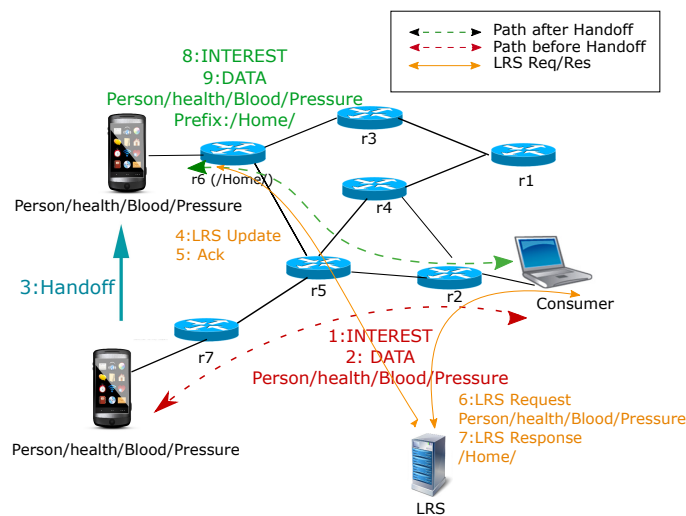 Path after Handoff
Path before Handoff
LRS Req/Res
8:INTEREST
9:DATA
Person/health/Blood/Pressure
Prefix:/Home/
r3
r1
r6 (/Home/)
r4
Person/health/Blood/Pressure
4:LRS Update
5: Ack
3:Handoff
r5
r2
Consumer
1:INTEREST
2: DATA
Person/health/Blood/Pressure
r7
6:LRS Request
Person/health/Blood/Pressure
7:LRS Response
/Home/
Person/health/Blood/Pressure
LRS